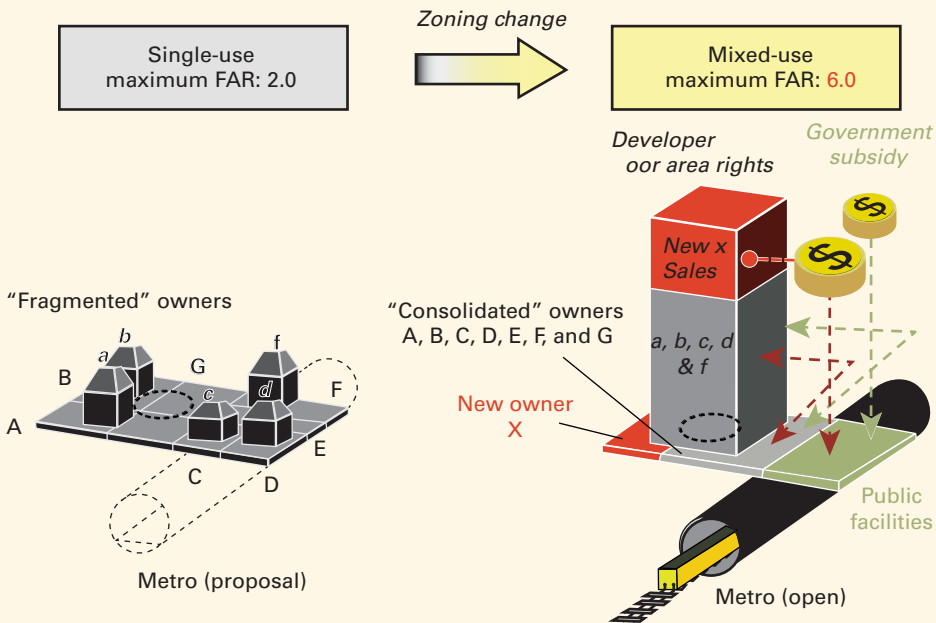 Zoning change
Single-use
maximum FAR: 2.0
Mixed-use
maximum FAR: 6.0
Developer
oor area rights
Government
subsidy
$
$
New x
Sales
"Fragmented" owners
"Consolidated" owners
A, B, C, D, E, F, and G
a, b, c, d
& f
b
a
f
G
B
F
c
d
A
E
C
D
New owner
X
Public
facilities
Metro (proposal)
Metro (open)